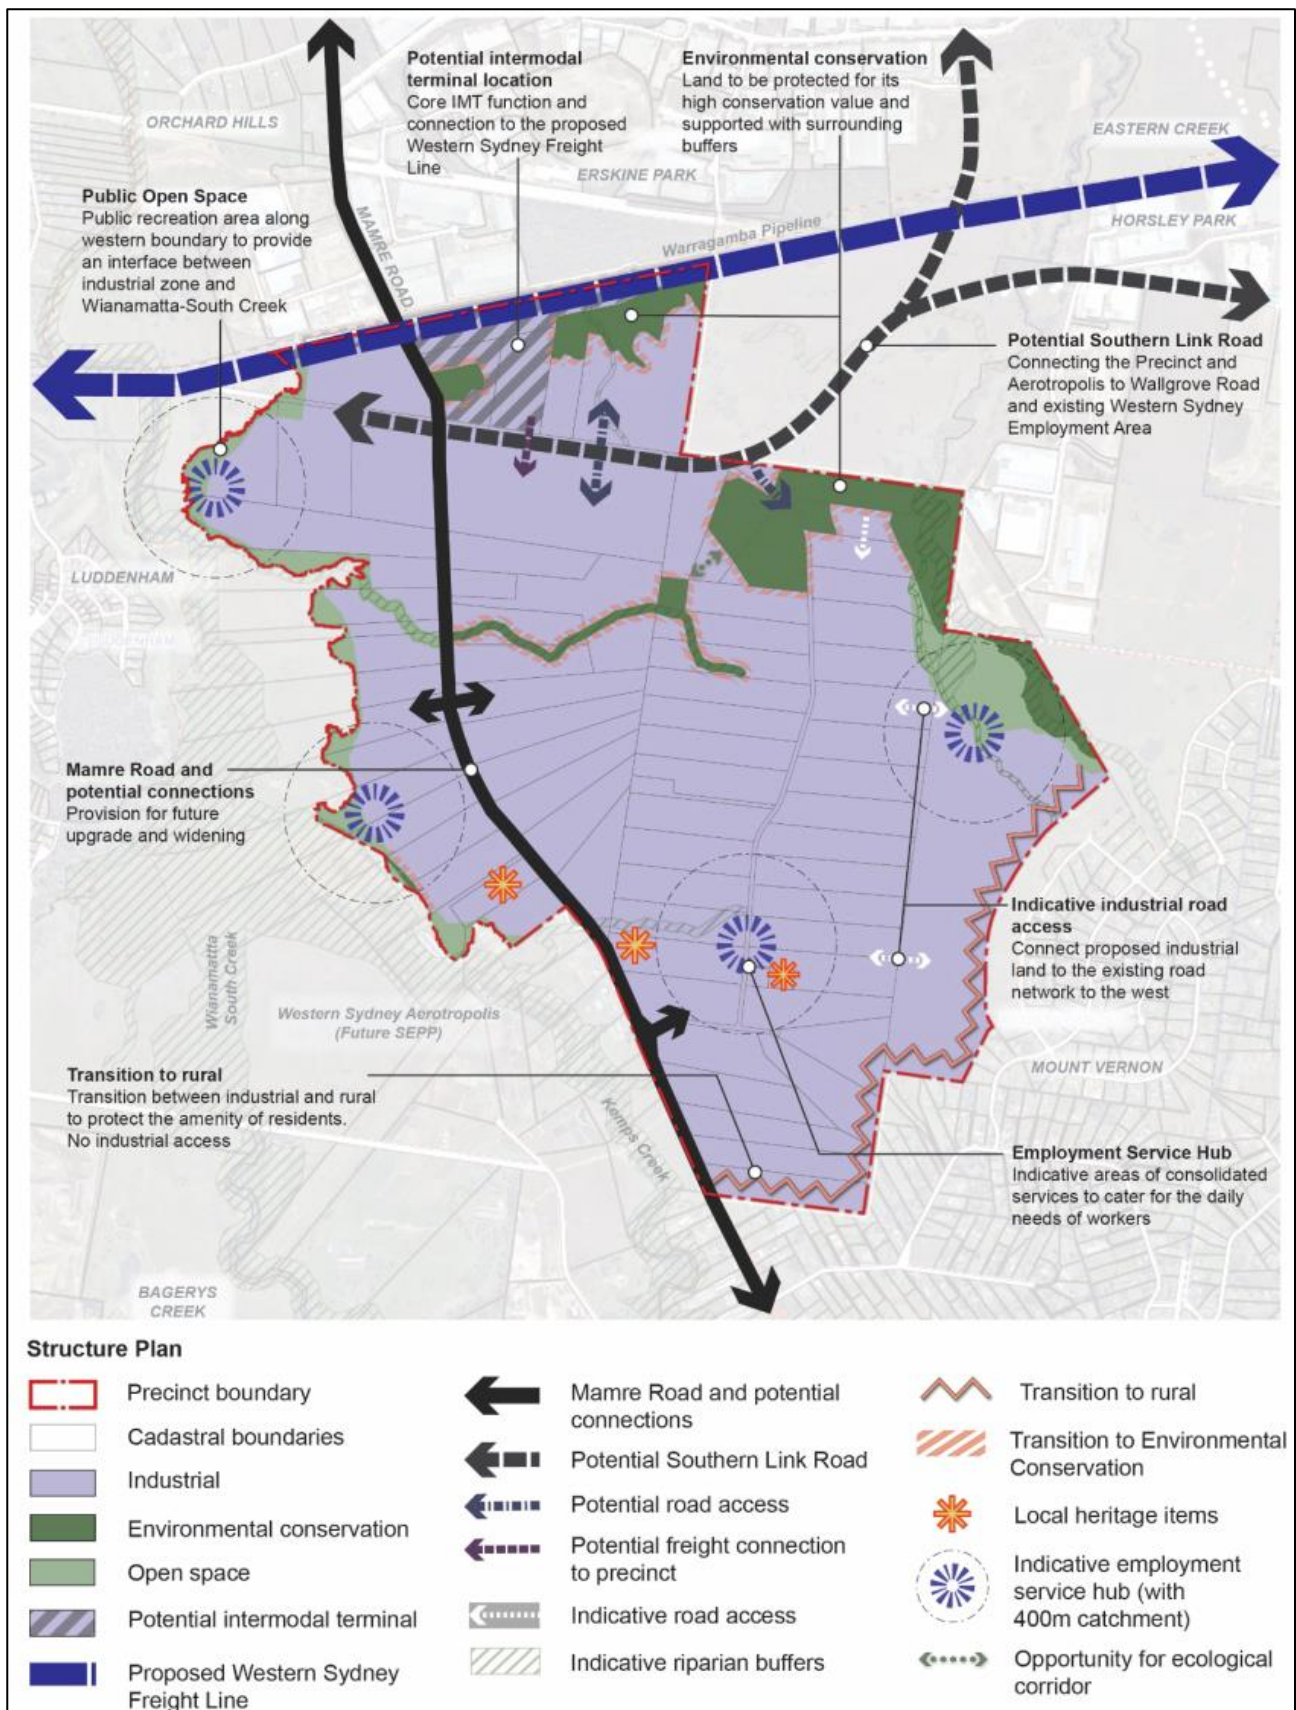 Potential intermodal
terminal location
Core IMT function and
connection to the proposed
Western Sydney Freight
Line
Environmental conservation
Land to be protected for its
high conservation value and
supported with surrounding
buffers
ORCHARD HILLS
EASTERN CREEK
ERSKINE PARK
Public Open Space
Public recreation area along
western boundary to provide
an interface between
industrial zone and
Wianamatta-South Creek
MAMRE ROAD
Warragamba Pipeline
HORSLEY PARK
Potential Southern Link Road
Connecting the Precinct and
Aerotropolis to Wallgrove Road
and existing Western Sydney
Employment Area
LUDDENHAM
Mamre Road and
potential connections
Provision for future
upgrade and widening
Indicative industrial road
access
Connect proposed industrial
land to the existing road
network to the west
Wianamattta
South Creek
Western Sydney Aerotropolis
(Future SEPP)
MOUNT VERNON
Transition to rural
Transition between industrial and rural
to protect the amenity of residents.
No industrial access
Kemps Creek
Employment Service Hub
Indicative areas of consolidated
services to cater for the daily
needs of workers
BAGERYS
CREEK
Structure Plan
Precinct boundary
Cadastral boundaries
Industrial
Environmental conservation
Open space
Potential intermodal terminal
Proposed Western Sydney
Freight Line
Mamre Road and potential
connections
Potential Southern Link Road
Potential road access
Potential freight connection
to precinct
Indicative road access
Indicative riparian buffers
Transition to rural
Transition to Environmental
Conservation
Local heritage items
Indicative employment
service hub (with
400m catchment)
Opportunity for ecological
corridor